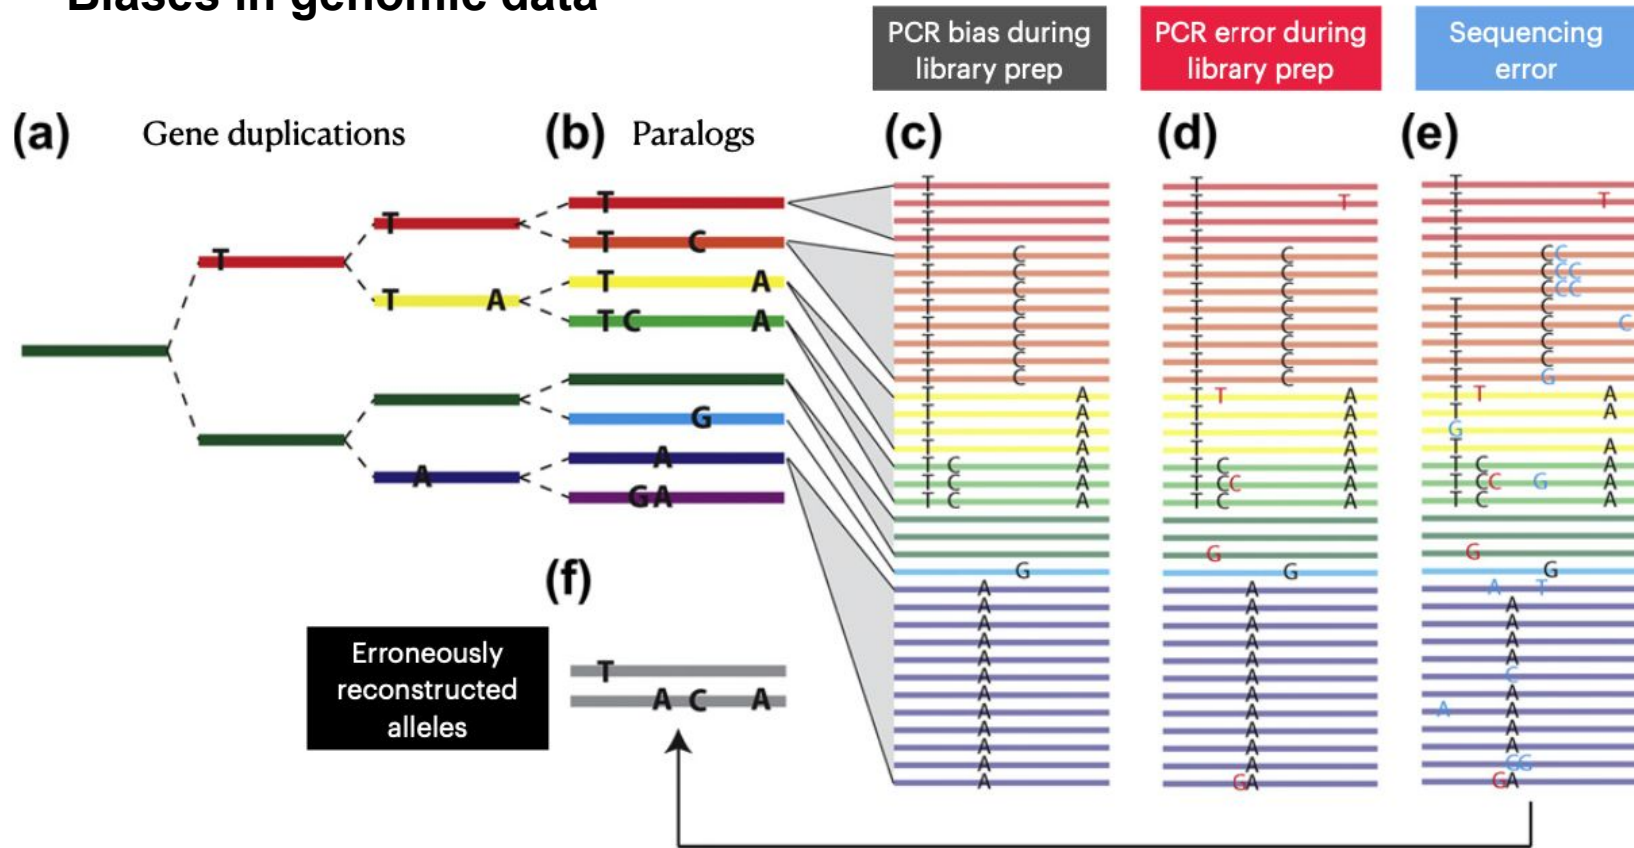 Biases in genomic data
PCR bias during
library prep
PCR error during
library prep
Sequencing
error
(a) Gene duplications
T
T
T A
A
(b) Paralogs
T
T C
T A
T C A
G
A
G A
(c)
T
T
T
T
T C
T C
T C
T C
T C
T C
T C
T C
T A
T A
T A
T A
T C A
T C A
T C A
G
A
A
A
A
A
A
A
A
A
A
A
A
(d)
T
T T
T
T
T C
T C
T C
T C
T C
T C
T C
T C
T T A
T A
T A
T A
T C A
T C C A
T C A
G
G
A
A
A
A
A
A
A
A
A
A
A
G A
(e)
T
T T
T
T
T C C
T C C C
C C C
T C
T C C
T C
T C
T G
T T A
T A
G
T A
T C A
T C C G A
T C A
G
G
A T
A
A
A
A
C
A
A A
A
A
G G
G A
(f)
Erroneously
reconstructed
alleles
T
A C A